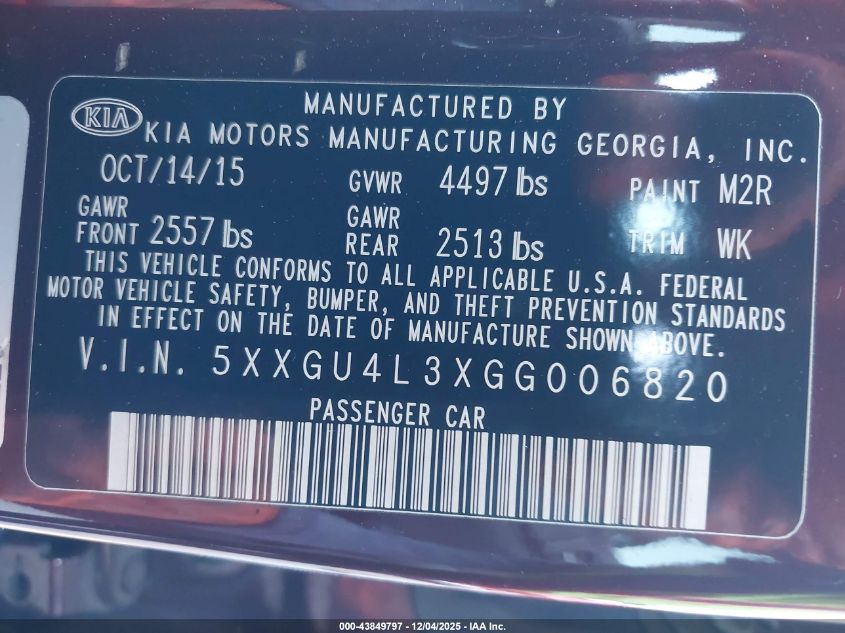 MANUFACTURED BY
KIA KIA MOTORS MANUFACTURING GEORGIA, INC.
OCT/14/15 GVWR 4497 lbs PAINT M2R
GAWR FRONT 2557 lbs GAWR REAR 2513 lbs TRIM WK
THIS VEHICLE CONFORMS TO ALL APPLICABLE U.S.A. FEDERAL
MOTOR VEHICLE SAFETY, BUMPER, AND THEFT PREVENTION STANDARDS
IN EFFECT ON THE DATE OF MANUFACTURE SHOWN ABOVE.
V.I.N. 5XXGU4L3XGG006820
PASSENGER CAR
000-43849797 - 12/04/2025 - IAA Inc.